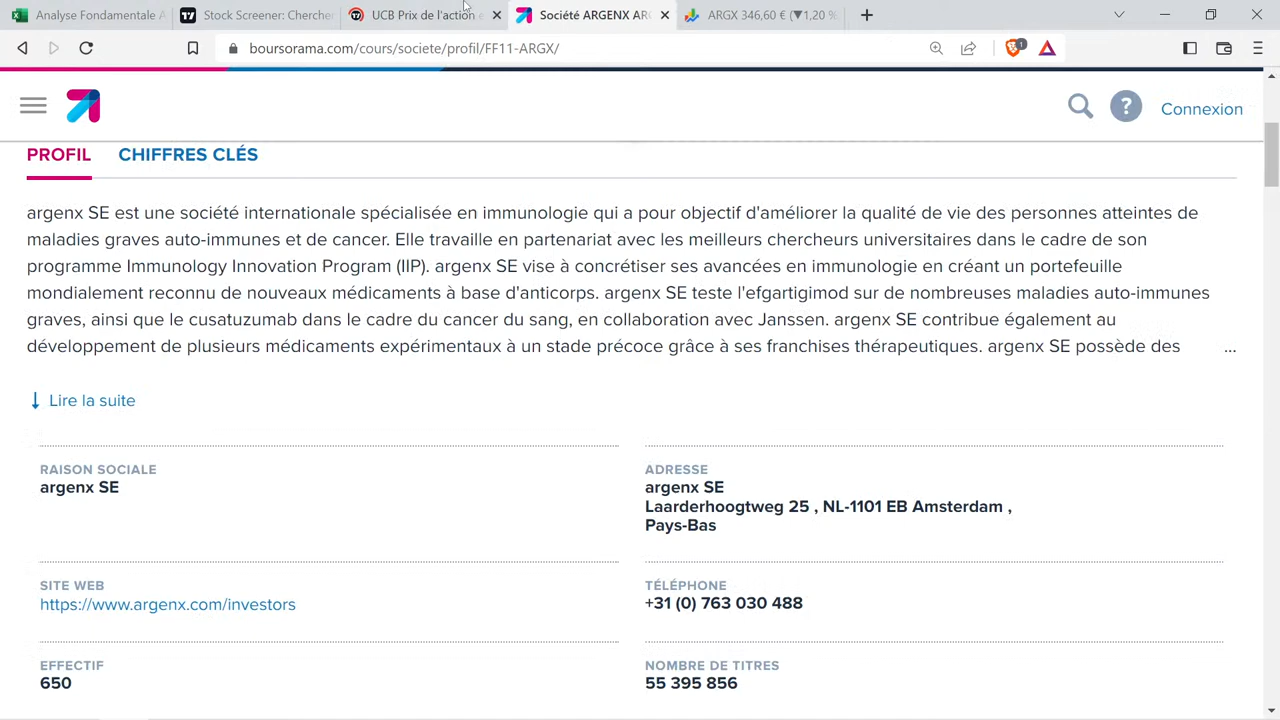 Analyse Fondamentale A
Stock Screener: Cherche
UCB Prix de l'action e
Société ARGENX AR
ARGX 346,60 € (▼1,20 %
boursorama.com/cours/societe/profil/FF11-ARGX/
1
?
Connexion
PROFIL
CHIFFRES CLÉS
argenx SE est une société internationale spécialisée en immunologie qui a pour objectif d'améliorer la qualité de vie des personnes atteintes de
maladies graves auto-immunes et de cancer. Elle travaille en partenariat avec les meilleurs chercheurs universitaires dans le cadre de son
programme Immunology Innovation Program (IIP). argenx SE vise à concrétiser ses avancées en immunologie en créant un portefeuille
mondialement reconnu de nouveaux médicaments à base d'anticorps. argenx SE teste l'efgartigimod sur de nombreuses maladies auto-immunes
graves, ainsi que le cusatuzumab dans le cadre du cancer du sang, en collaboration avec Janssen. argenx SE contribue également au
développement de plusieurs médicaments expérimentaux à un stade précoce grâce à ses franchises thérapeutiques. argenx SE possède des ...
Lire la suite
RAISON SOCIALE
argenx SE
ADRESSE
argenx SE
Laarderhoogtweg 25 , NL-1101 EB Amsterdam ,
Pays-Bas
SITE WEB
https://www.argenx.com/investors
TÉLÉPHONE
+31 (0) 763 030 488
EFFECTIF
650
NOMBRE DE TITRES
55 395 856